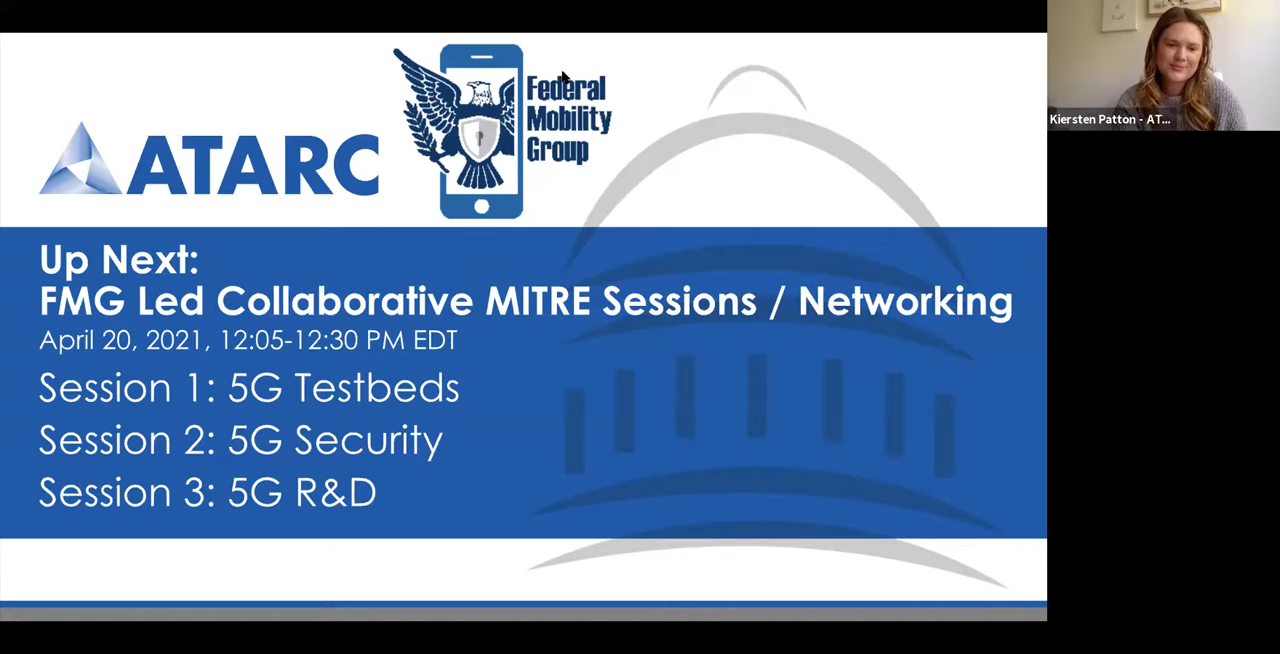 ATARC
Federal
Mobility
Group
Up Next:
FMG Led Collaborative MITRE Sessions / Networking
April 20, 2021, 12:05-12:30 PM EDT
Session 1: 5G Testbeds
Session 2: 5G Security
Session 3: 5G R&D
Kiersten Patton - AT...